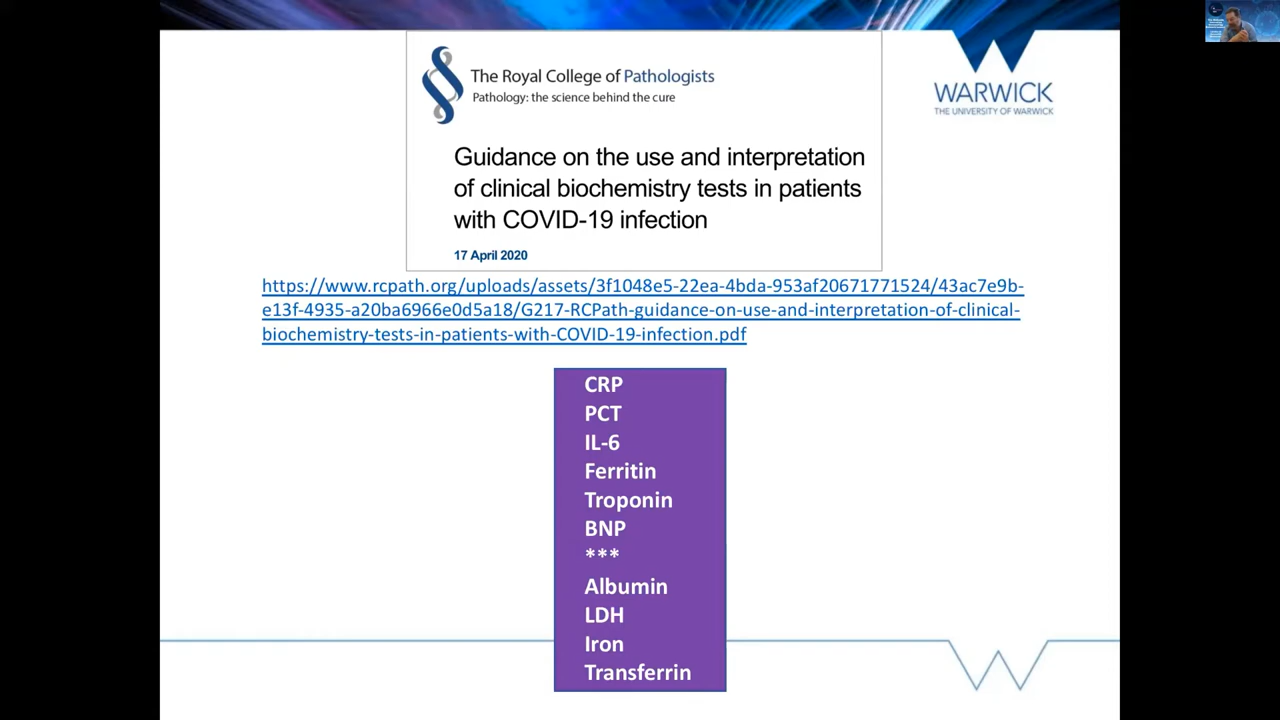 The Royal College of Pathologists
Pathology: the science behind the cure
WARWICK
THE UNIVERSITY OF WARWICK
Guidance on the use and interpretation
of clinical biochemistry tests in patients
with COVID-19 infection
17 April 2020
https://www.rcpath.org/uploads/assets/3f1048e5-22ea-4bda-953af20671771524/43ac7e9b-
e13f-4935-a20ba6966e0d5a18/G217-RCPath-guidance-on-use-and-interpretation-of-clinical-
biochemistry-tests-in-patients-with-COVID-19-infection.pdf
CRP
PCT
IL-6
Ferritin
Troponin
BNP
***
Albumin
LDH
Iron
Transferrin